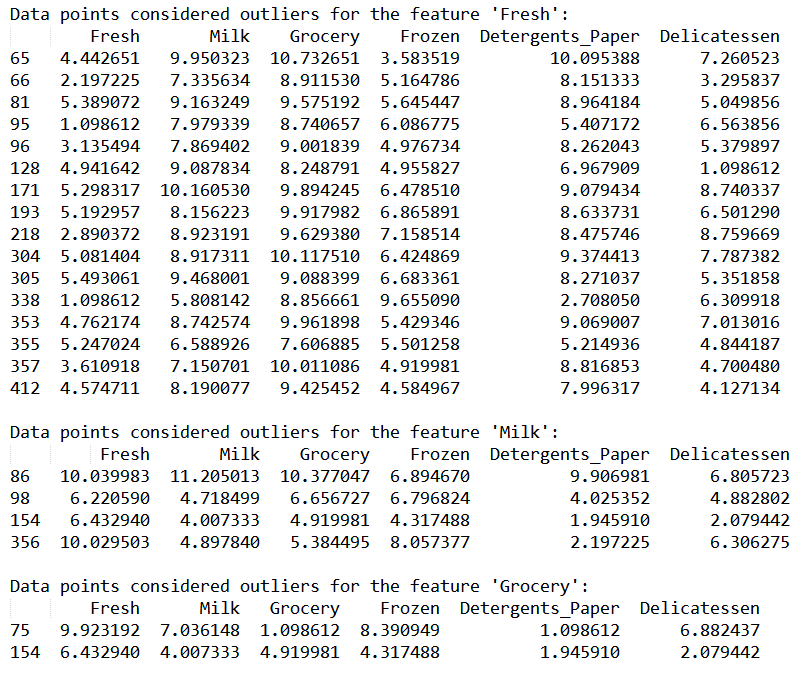 Data points considered outliers for the feature 'Fresh':
Fresh Milk Grocery Frozen Detergents_Paper Delicatessen
65 4.442651 9.950323 10.732651 3.583519 10.095388 7.260523
66 2.197225 7.335634 8.911530 5.164786 8.151333 3.295837
81 5.389072 9.163249 9.575192 5.645447 8.964184 5.049856
95 1.098612 7.979339 8.740657 6.086775 5.407172 6.563856
96 3.135494 7.869402 9.001839 4.976734 8.262043 5.379897
128 4.941642 9.087834 8.248791 4.955827 6.967909 1.098612
171 5.298317 10.160530 9.894245 6.478510 9.079434 8.740337
193 5.192957 8.156223 9.917982 6.865891 8.633731 6.501290
218 2.890372 8.923191 9.629380 7.158514 8.475746 8.759669
304 5.081404 8.917311 10.117510 6.424869 9.374413 7.787382
305 5.493061 9.468001 9.088399 6.683361 8.271037 5.351858
338 1.098612 5.808142 8.856661 9.655090 2.708050 6.309918
353 4.762174 8.742574 9.961898 5.429346 9.069007 7.013016
355 5.247024 6.588926 7.606885 5.501258 5.214936 4.844187
357 3.610918 7.150701 10.011086 4.919981 8.816853 4.700480
412 4.574711 8.190077 9.425452 4.584967 7.996317 4.127134
Data points considered outliers for the feature 'Milk':
Fresh Milk Grocery Frozen Detergents_Paper Delicatessen
86 10.039983 11.205013 10.377047 6.894670 9.906981 6.805723
98 6.220590 4.718499 6.656727 6.796824 4.025352 4.882802
154 6.432940 4.007333 4.919981 4.317488 1.945910 2.079442
356 10.029503 4.897840 5.384495 8.057377 2.197225 6.306275
Data points considered outliers for the feature 'Grocery':
Fresh Milk Grocery Frozen Detergents_Paper Delicatessen
75 9.923192 7.036148 1.098612 8.390949 1.098612 6.882437
154 6.432940 4.007333 4.919981 4.317488 1.945910 2.079442